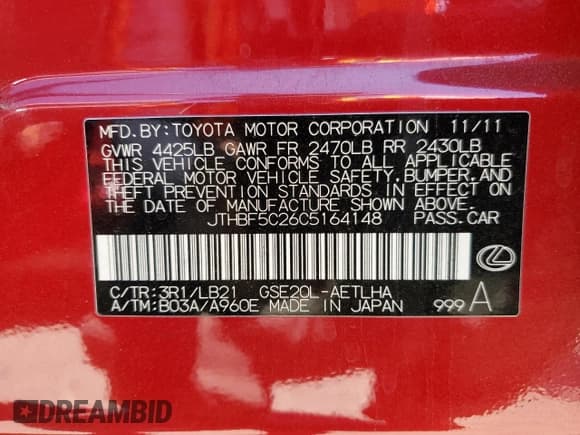 MFD. BY: TOYOTA MOTOR CORPORATION 11/11
GVWR 4425LB GAWR FR 2470LB RR 2430LB
THIS VEHICLE CONFORMS TO ALL APPLICABLE
FEDERAL MOTOR VEHICLE SAFETY, BUMPER, AND
THEFT PREVENTION STANDARDS IN EFFECT ON
THE DATE OF MANUFACTURE SHOWN ABOVE.
JTHBF5C26C5164148 PASS. CAR
C/TR: 3R1/LB21 GSE20L-AETLHA
A/TM: B03A/A960E MADE IN JAPAN 999 A
DREAMBID